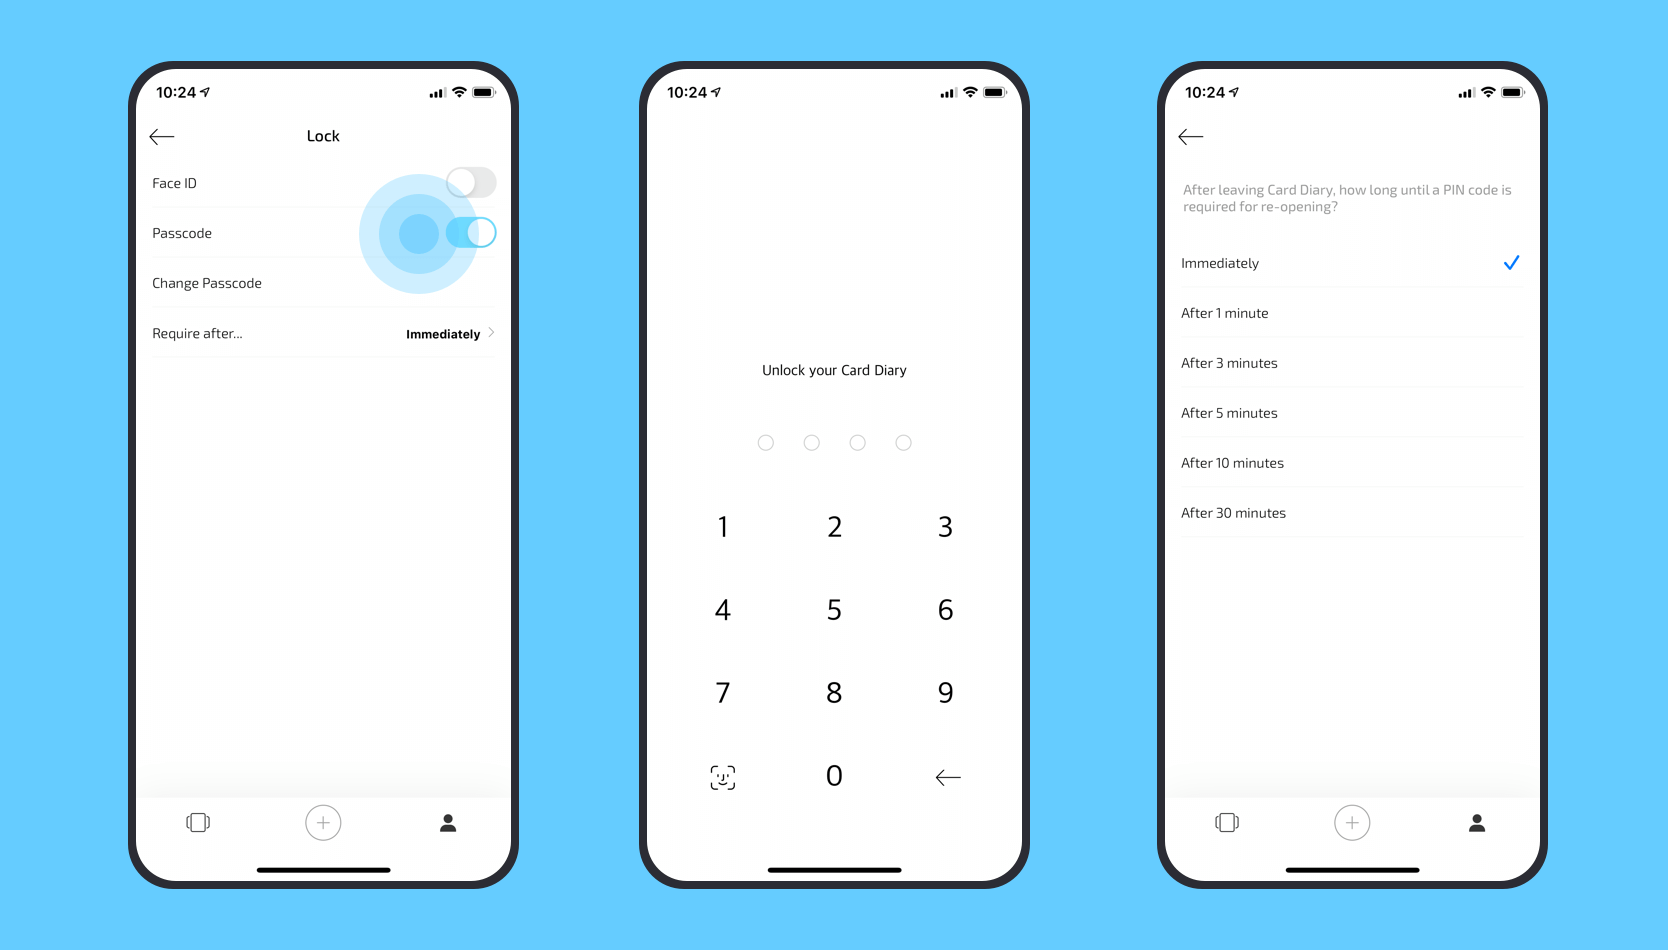 10:24
Lock
Face ID
Passcode
Change Passcode
Require after...
Immediately
10:24
Unlock your Card Diary
1 2 3
4 5 6
7 8 9
0
10:24
After leaving Card Diary, how long until a PIN code is
required for re-opening?
Immediately
After 1 minute
After 3 minutes
After 5 minutes
After 10 minutes
After 30 minutes